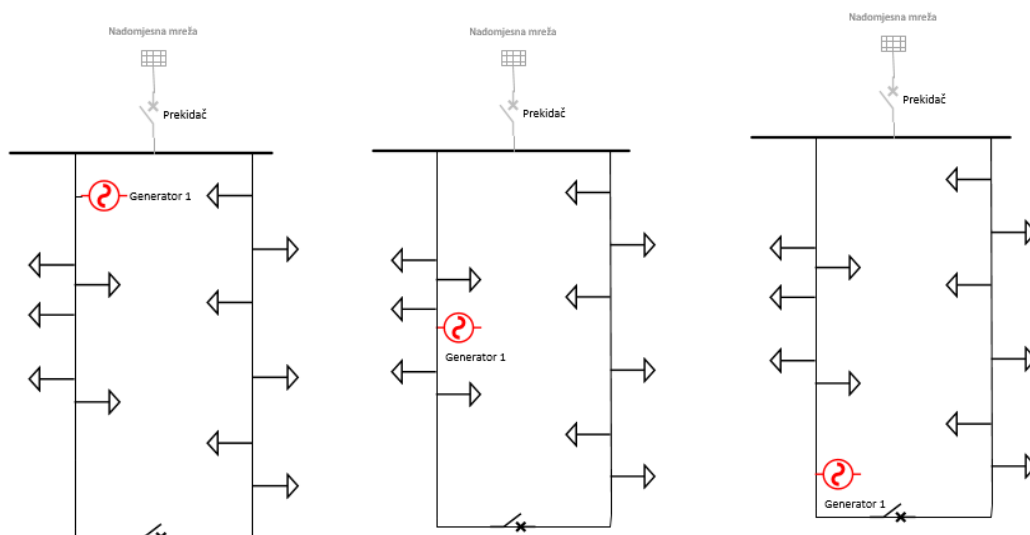 Nadomjesna mreža
Prekidač
Generator 1
Nadomjesna mreža
Prekidač
Generator 1
Nadomjesna mreža
Prekidač
Generator 1